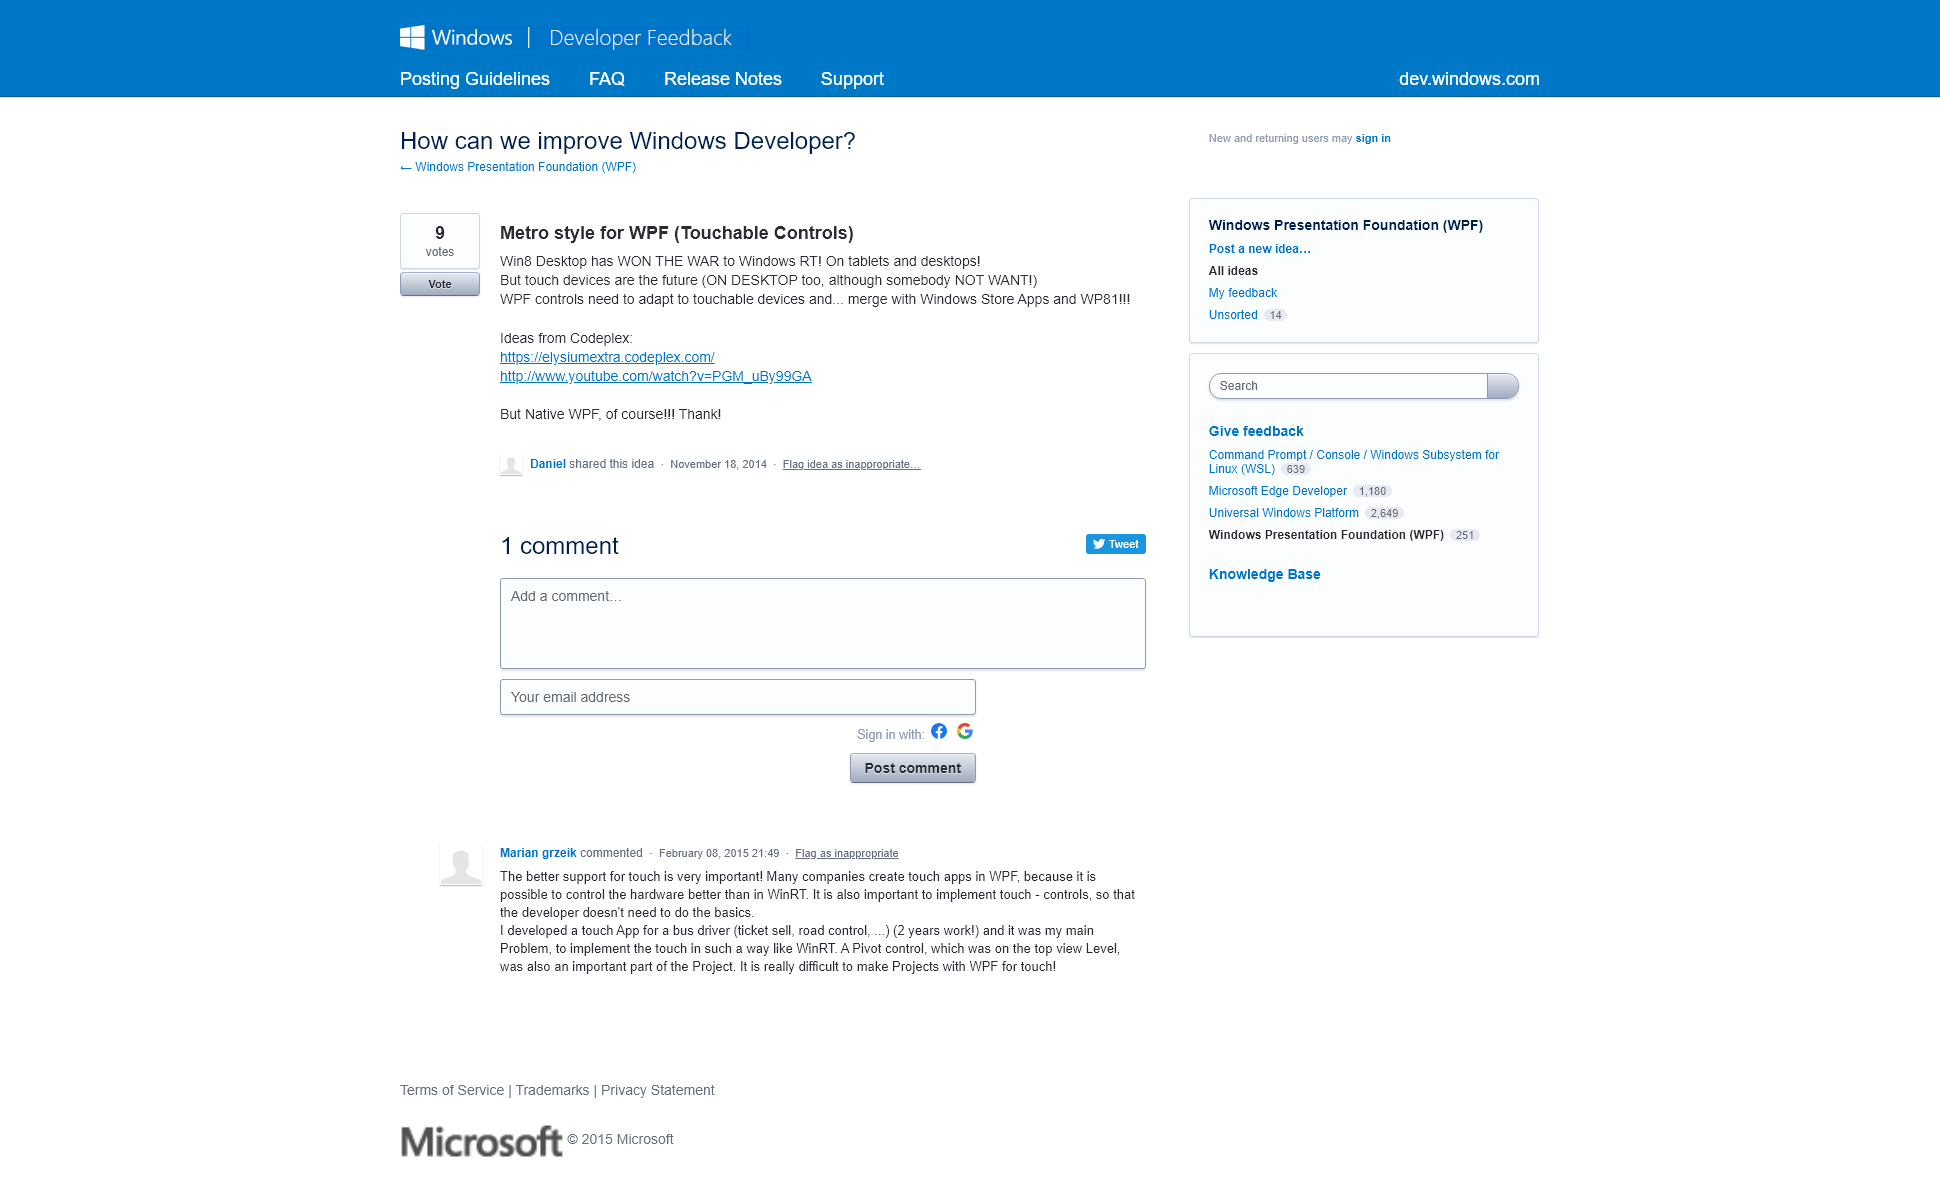 Windows | Developer Feedback
Posting Guidelines FAQ Release Notes Support dev.windows.com
How can we improve Windows Developer?
← Windows Presentation Foundation (WPF)
New and returning users may sign in
9
votes
Vote
Metro style for WPF (Touchable Controls)
Win8 Desktop has WON THE WAR to Windows RT! On tablets and desktops!
But touch devices are the future (ON DESKTOP too, although somebody NOT WANT!)
WPF controls need to adapt to touchable devices and... merge with Windows Store Apps and WP81!!!
Ideas from Codeplex:
https://elysiumextra.codeplex.com/
http://www.youtube.com/watch?v=PGM_uBy99GA
But Native WPF, of course!!! Thank!
Daniel shared this idea · November 18, 2014 · Flag idea as inappropriate…
1 comment
Tweet
Add a comment…
Your email address
Sign in with:
Post comment
Marian grzeik commented · February 08, 2015 21:49 · Flag as inappropriate
The better support for touch is very important! Many companies create touch apps in WPF, because it is
possible to control the hardware better than in WinRT. It is also important to implement touch - controls, so that
the developer doesn't need to do the basics.
I developed a touch App for a bus driver (ticket sell, road control, ...) (2 years work!) and it was my main
Problem, to implement the touch in such a way like WinRT. A Pivot control, which was on the top view Level,
was also an important part of the Project. It is really difficult to make Projects with WPF for touch!
Windows Presentation Foundation (WPF)
Post a new idea…
All ideas
My feedback
Unsorted 14
Search
Give feedback
Command Prompt / Console / Windows Subsystem for
Linux (WSL) 639
Microsoft Edge Developer 1,180
Universal Windows Platform 2,649
Windows Presentation Foundation (WPF) 251
Knowledge Base
Terms of Service | Trademarks | Privacy Statement
Microsoft © 2015 Microsoft